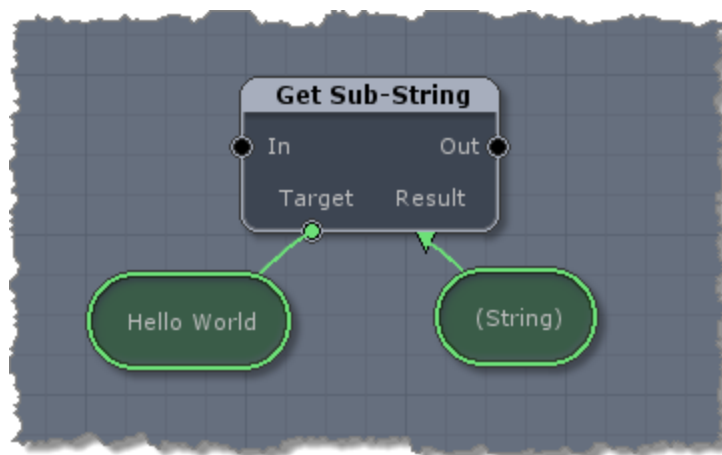 Get Sub-String
In Out
Target Result
Hello World (String)